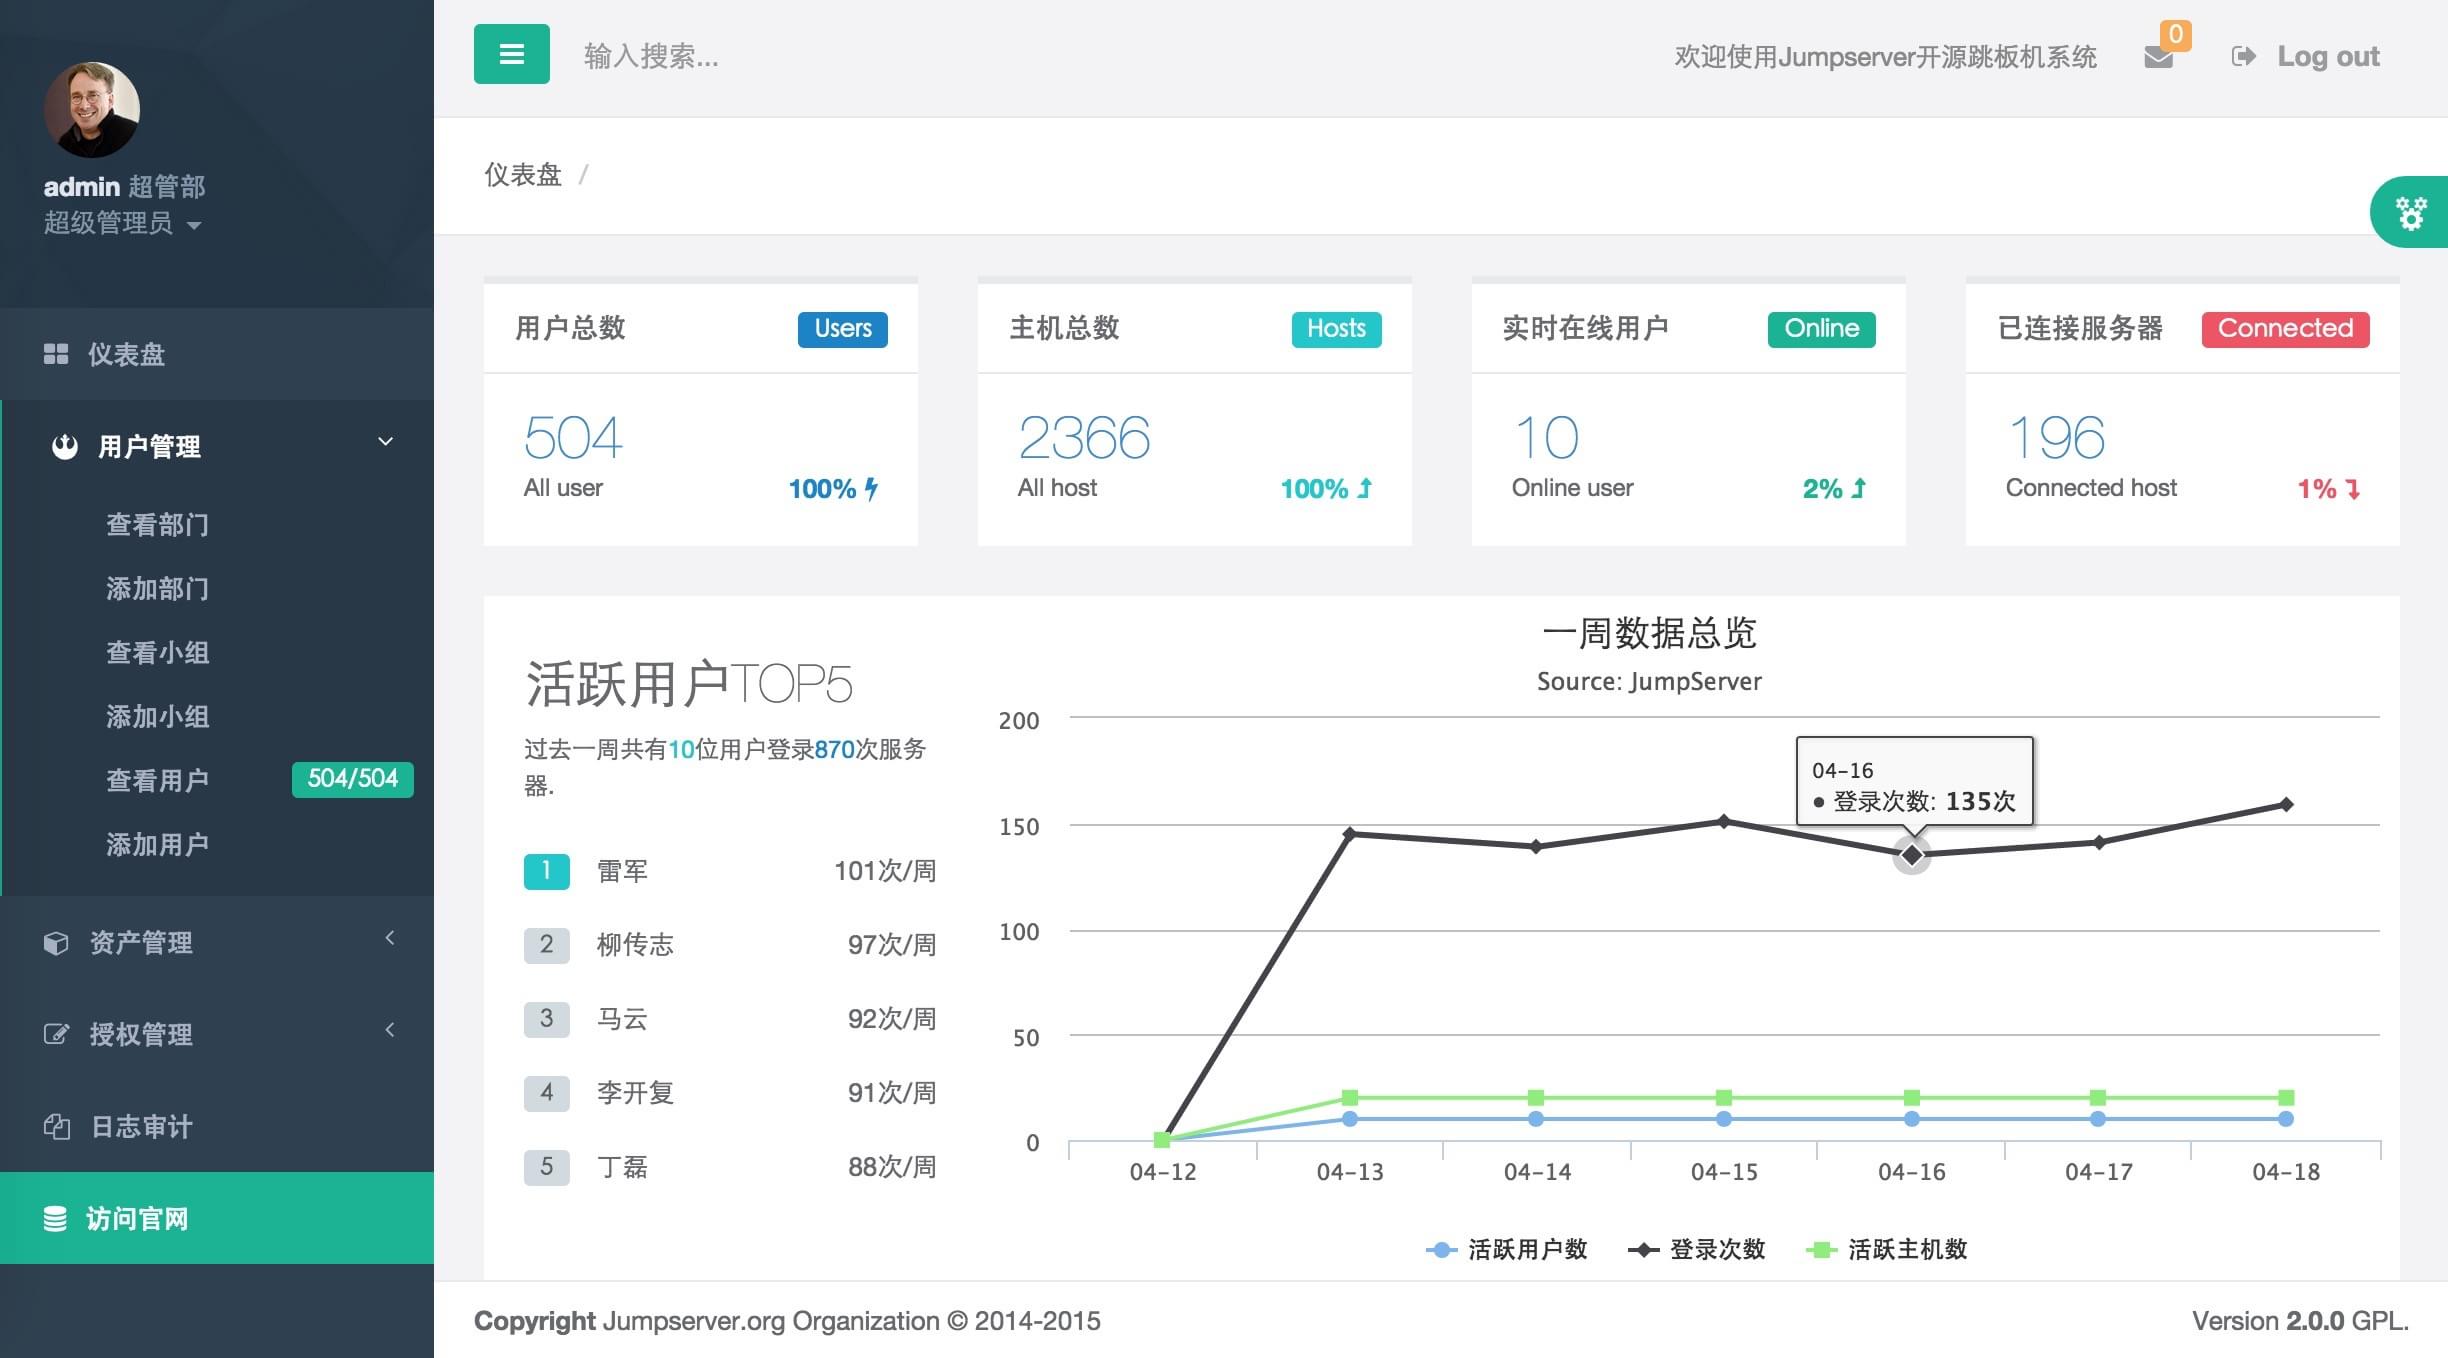 admin 超管部
超级管理员
仪表盘
用户管理
查看部门
添加部门
查看小组
添加小组
查看用户 504/504
添加用户
资产管理
授权管理
日志审计
访问官网
输入搜索...
欢迎使用Jumpserver开源跳板机系统 0 Log out
仪表盘 /
用户总数 Users
504
All user 100%
主机总数 Hosts
2366
All host 100%
实时在线用户 Online
10
Online user 2%
已连接服务器 Connected
196
Connected host 1%
活跃用户TOP5
过去一周共有10位用户登录870次服务
器.
1 雷军 101次/周
2 柳传志 97次/周
3 马云 92次/周
4 李开复 91次/周
5 丁磊 88次/周
一周数据总览
Source: JumpServer
200
150
100
50
0
04-16
登录次数: 135次
04-12 04-13 04-14 04-15 04-16 04-17 04-18
活跃用户数 登录次数 活跃主机数
Copyright Jumpserver.org Organization © 2014-2015
Version 2.0.0 GPL.